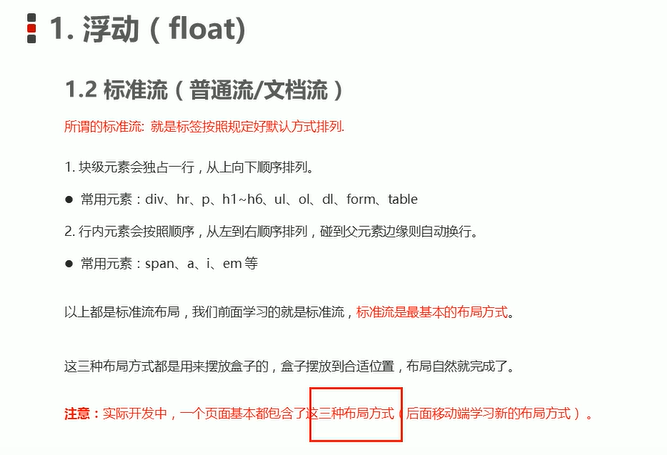 1. 浮动（float)
1.2 标准流（普通流/文档流）
所谓的标准流: 就是标签按照规定好默认方式排列.
1. 块级元素会独占一行，从上向下顺序排列。
● 常用元素：div、hr、p、h1~h6、ul、ol、dl、form、table
2. 行内元素会按照顺序，从左到右顺序排列，碰到父元素边缘则自动换行。
● 常用元素：span、a、i、em 等
以上都是标准流布局，我们前面学习的就是标准流，标准流是最基本的布局方式。
这三种布局方式都是用来摆放盒子的，盒子摆放到合适位置，布局自然就完成了。
注意：实际开发中，一个页面基本都包含了这三种布局方式（后面移动端学习新的布局方式）。